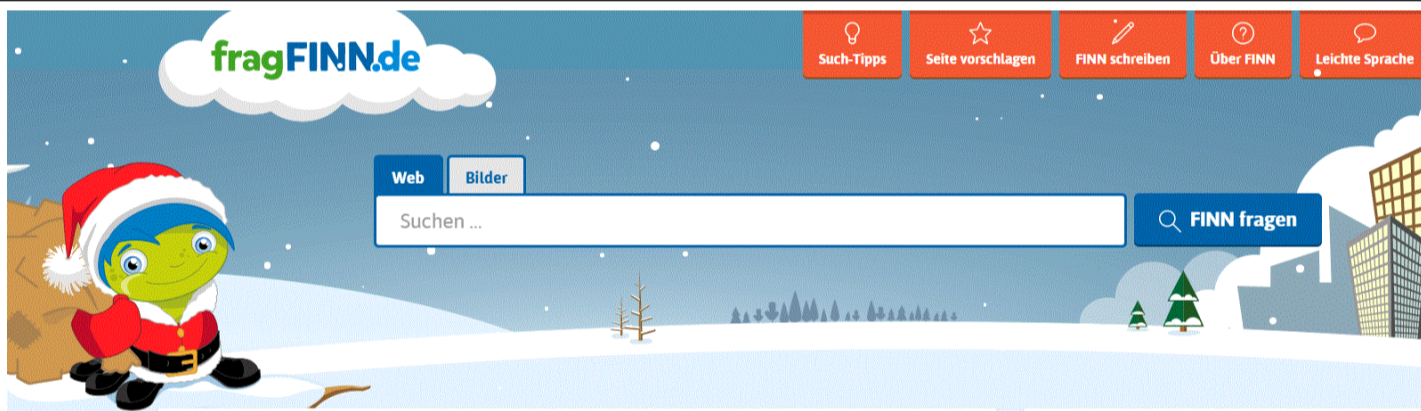 fragFINN.de
Such-Tipps
Seite vorschlagen
FINN schreiben
Über FINN
Leichte Sprache
Web
Bilder
Suchen ...
FINN fragen